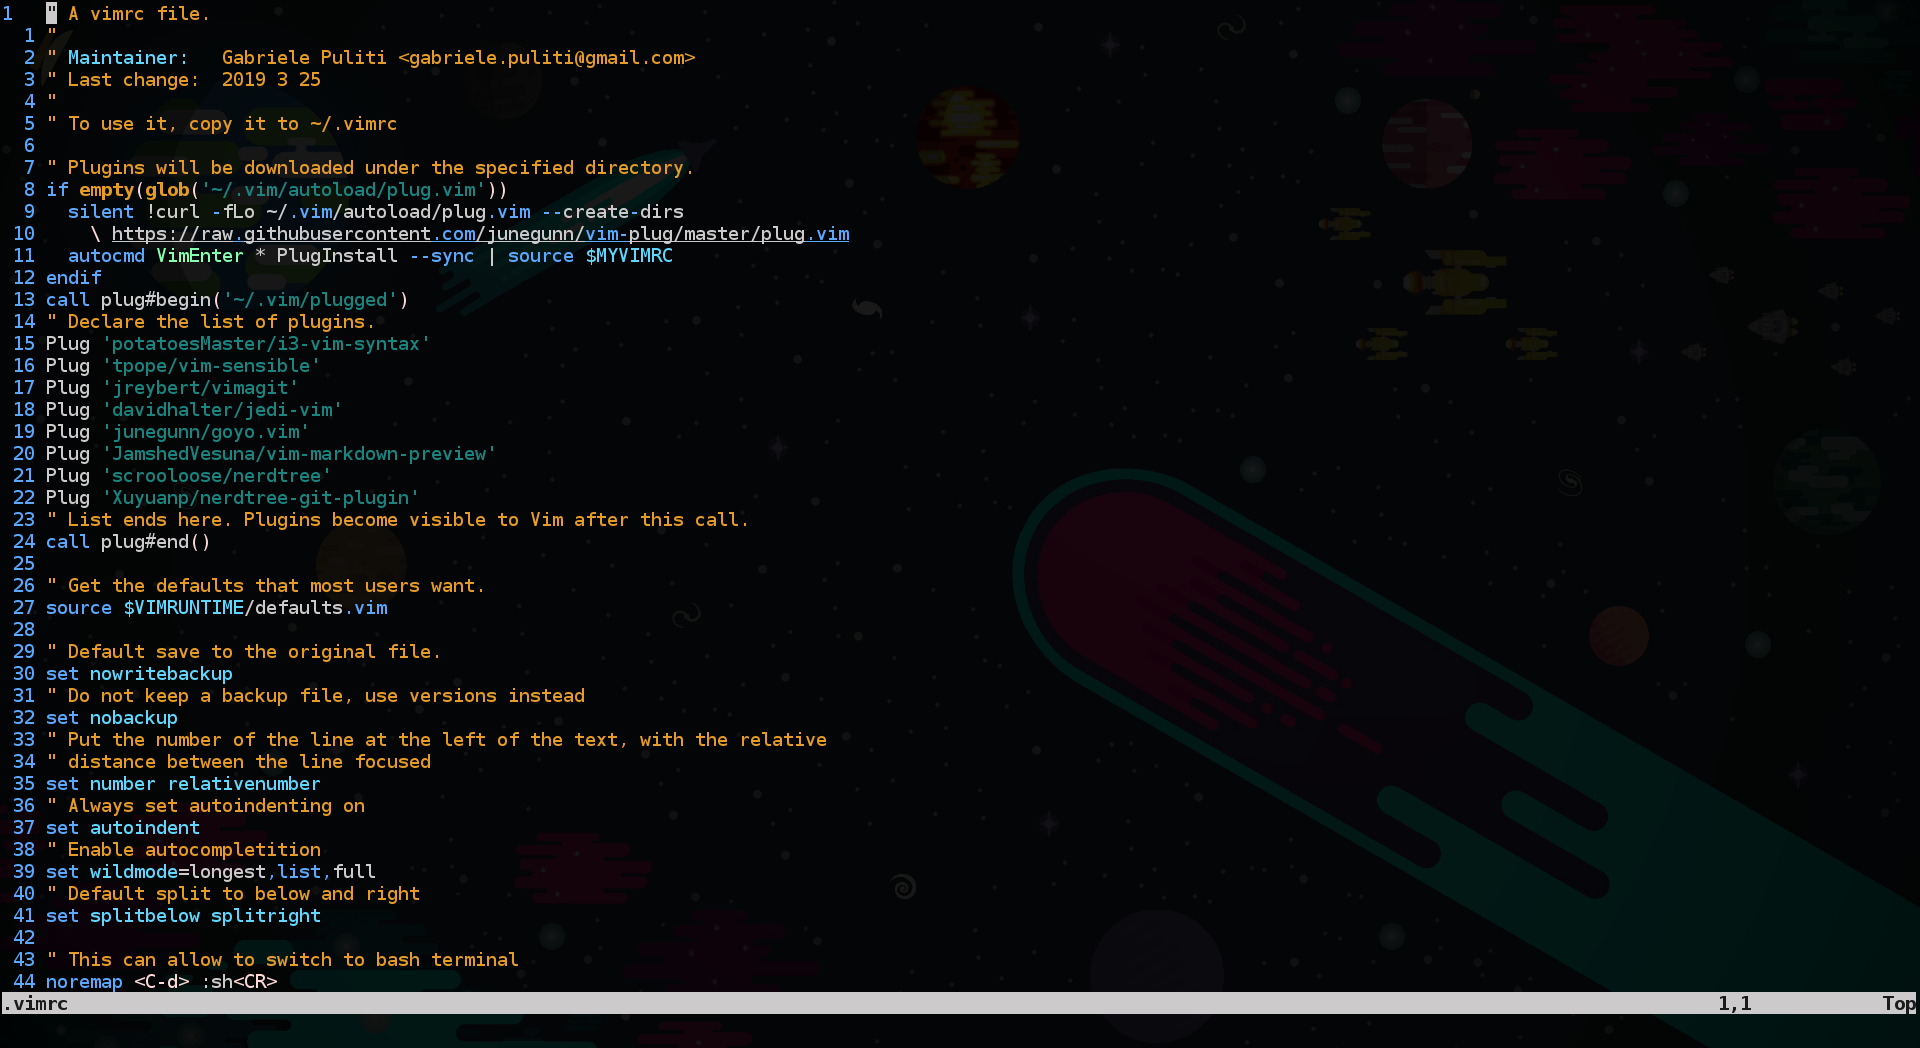 1   " A vimrc file.
  1 "
  2 " Maintainer:   Gabriele Puliti <gabriele.puliti@gmail.com>
  3 " Last change:  2019 3 25
  4 "
  5 " To use it, copy it to ~/.vimrc
  6
  7 " Plugins will be downloaded under the specified directory.
  8 if empty(glob('~/.vim/autoload/plug.vim'))
  9   silent !curl -fLo ~/.vim/autoload/plug.vim --create-dirs
 10     \ https://raw.githubusercontent.com/junegunn/vim-plug/master/plug.vim
 11   autocmd VimEnter * PlugInstall --sync | source $MYVIMRC
 12 endif
 13 call plug#begin('~/.vim/plugged')
 14 " Declare the list of plugins.
 15 Plug 'potatoesMaster/i3-vim-syntax'
 16 Plug 'tpope/vim-sensible'
 17 Plug 'jreybert/vimagit'
 18 Plug 'davidhalter/jedi-vim'
 19 Plug 'junegunn/goyo.vim'
 20 Plug 'JamshedVesuna/vim-markdown-preview'
 21 Plug 'scrooloose/nerdtree'
 22 Plug 'Xuyuanp/nerdtree-git-plugin'
 23 " List ends here. Plugins become visible to Vim after this call.
 24 call plug#end()
 25
 26 " Get the defaults that most users want.
 27 source $VIMRUNTIME/defaults.vim
 28
 29 " Default save to the original file.
 30 set nowritebackup
 31 " Do not keep a backup file, use versions instead
 32 set nobackup
 33 " Put the number of the line at the left of the text, with the relative
 34 " distance between the line focused
 35 set number relativenumber
 36 " Always set autoindenting on
 37 set autoindent
 38 " Enable autocompletition
 39 set wildmode=longest,list,full
 40 " Default split to below and right
 41 set splitbelow splitright
 42
 43 " This can allow to switch to bash terminal
 44 noremap <C-d> :sh<CR>
.vimrc 1,1 Top